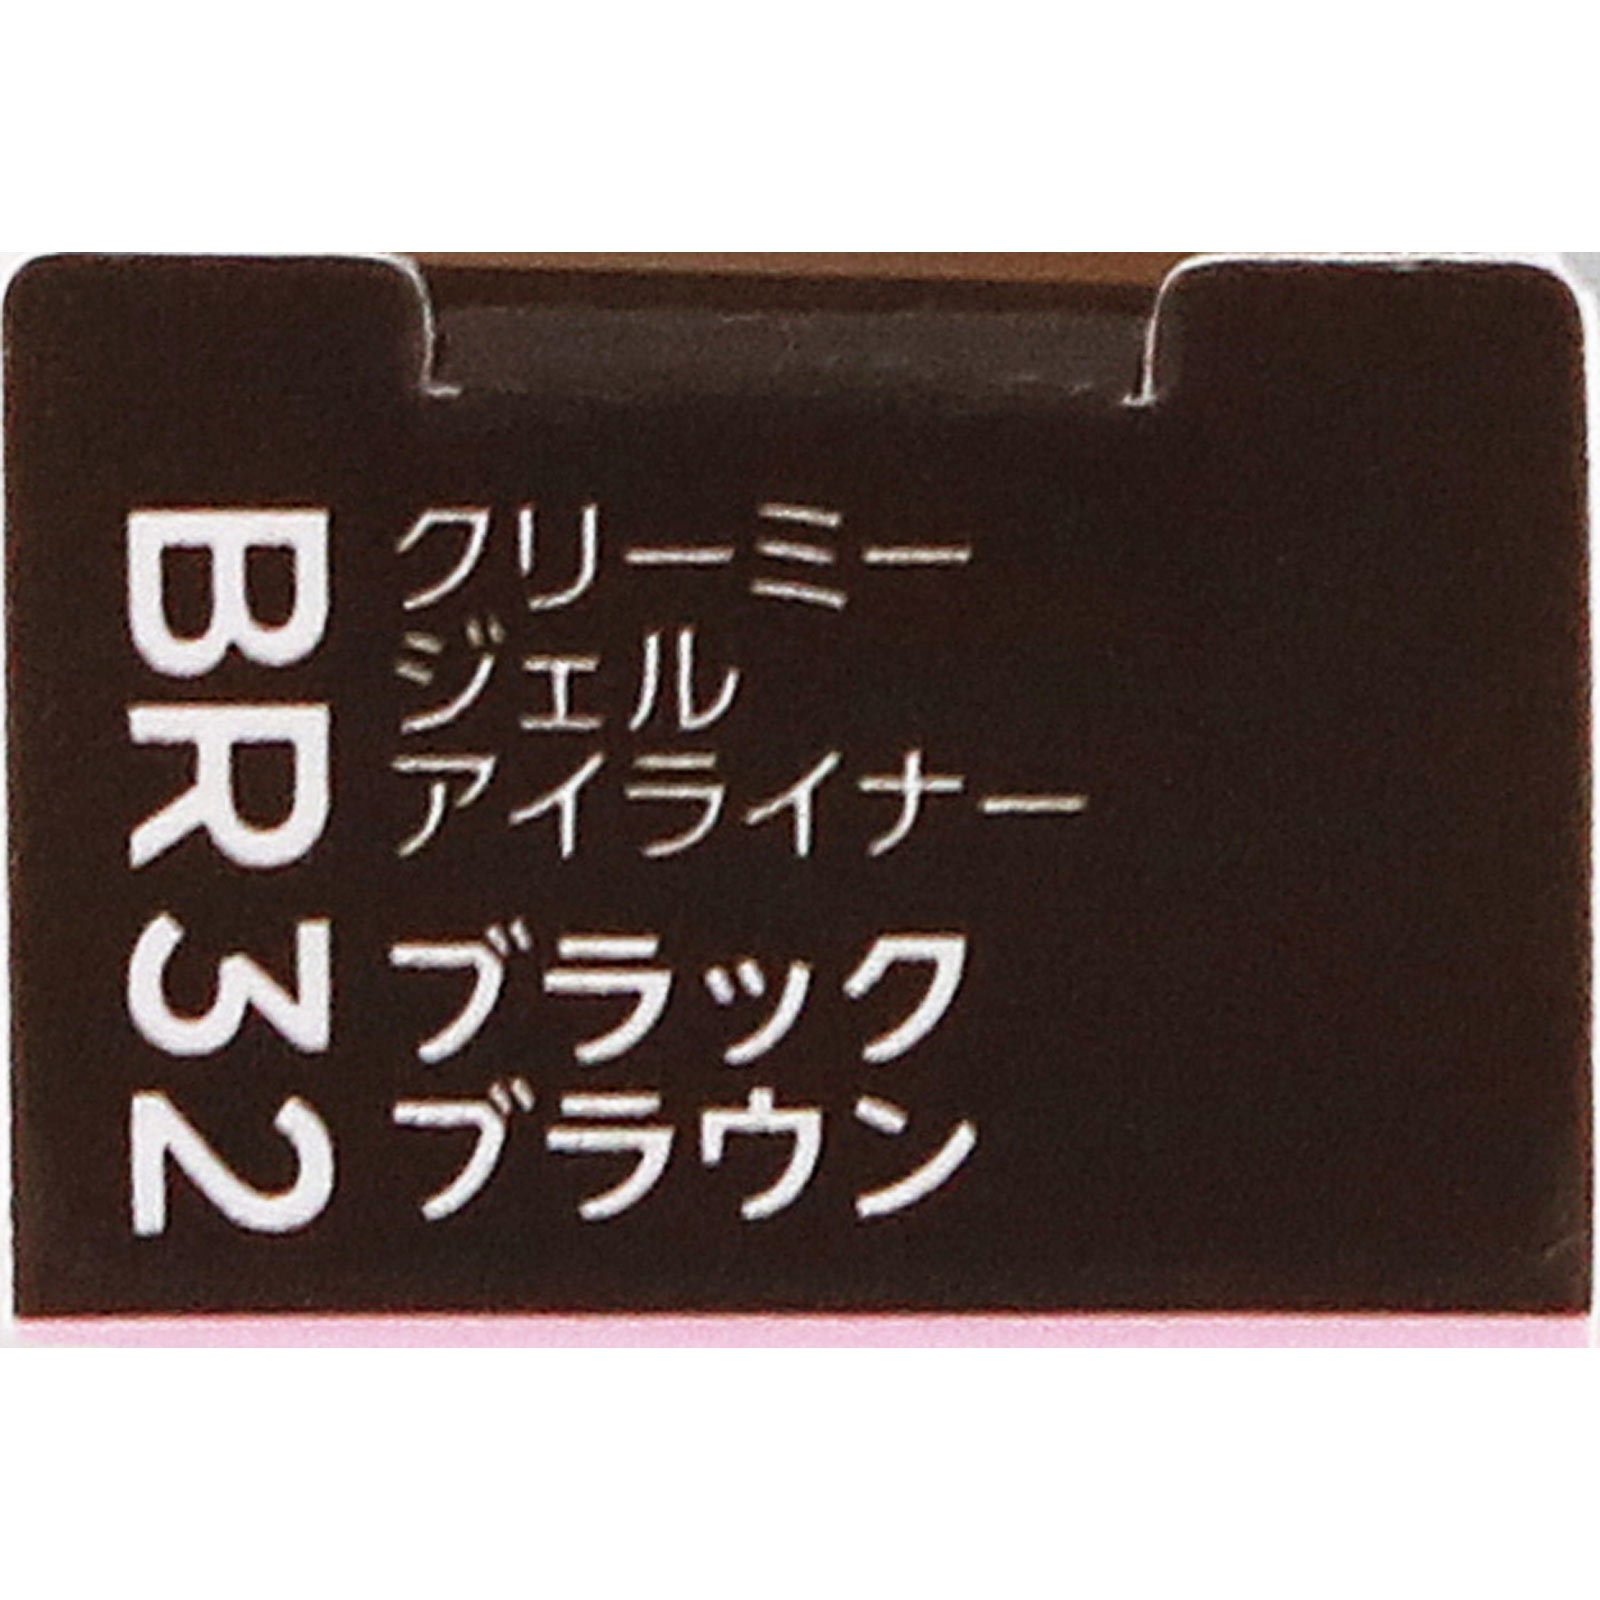 BR32
クリーミー
ジェル
アイライナー
ブラック
ブラウン